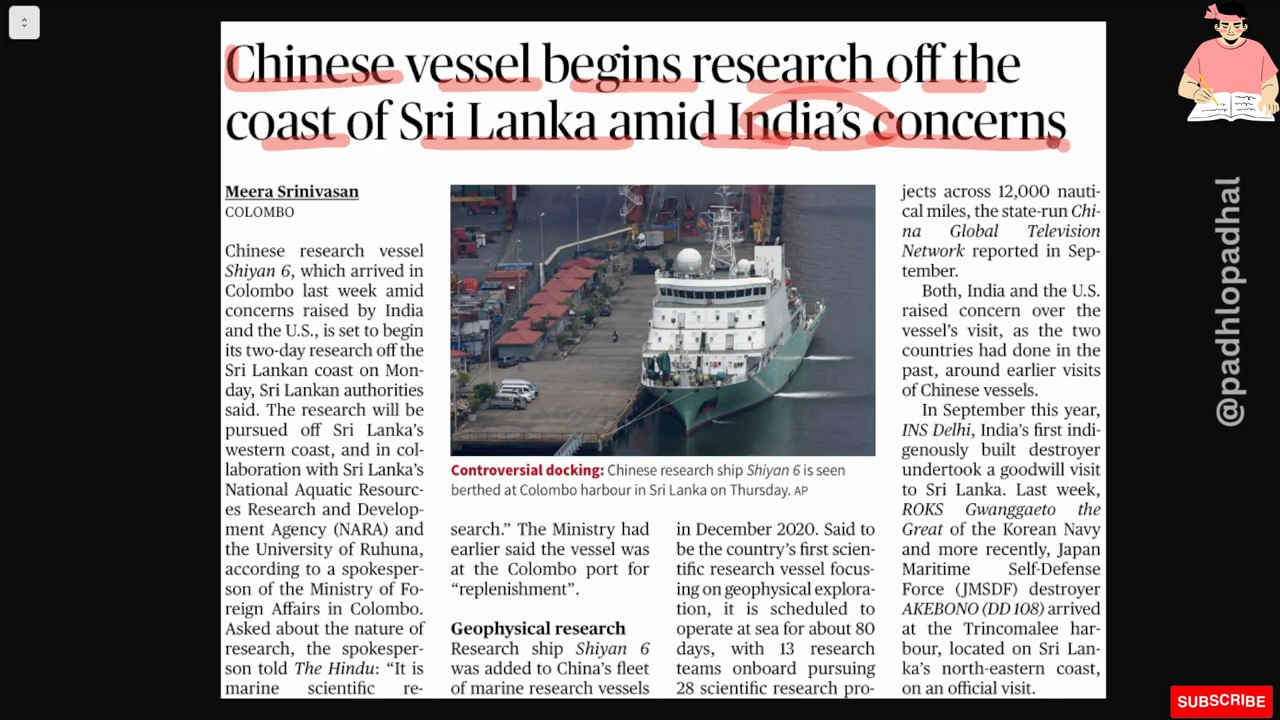 Chinese vessel begins research off the
coast of Sri Lanka amid India's concerns
Meera Srinivasan
COLOMBO
Chinese research vessel
Shiyan 6, which arrived in
Colombo last week amid
concerns raised by India
and the U.S., is set to begin
its two-day research off the
Sri Lankan coast on Mon-
day, Sri Lankan authorities
said. The research will be
pursued off Sri Lanka's
western coast, and in col-
laboration with Sri Lanka's
National Aquatic Resourc-
es Research and Develop-
ment Agency (NARA) and
the University of Ruhuna,
according to a spokesper-
son of the Ministry of Fo-
reign Affairs in Colombo.
Asked about the nature of
research, the spokesper-
son told The Hindu: “It is
marine scientific re-
Controversial docking: Chinese research ship Shiyan 6 is seen
berthed at Colombo harbour in Sri Lanka on Thursday. AP
search.” The Ministry had
earlier said the vessel was
at the Colombo port for
“replenishment”.
Geophysical research
Research ship Shiyan 6
was added to China's fleet
of marine research vessels
in December 2020. Said to
be the country's first scien-
tific research vessel focus-
ing on geophysical explora-
tion, it is scheduled to
operate at sea for about 80
days, with 13 research
teams onboard pursuing
28 scientific research pro-
jects across 12,000 nauti-
cal miles, the state-run Chi-
na Global Television
Network reported in Sep-
tember.
Both, India and the U.S.
raised concern over the
vessel's visit, as the two
countries had done in the
past, around earlier visits
of Chinese vessels.
In September this year,
INS Delhi, India's first indi-
genously built destroyer
undertook a goodwill visit
to Sri Lanka. Last week,
ROKS Gwanggaeto the
Great of the Korean Navy
and more recently, Japan
Maritime Self-Defense
Force (JMSDF) destroyer
AKEBONO (DD 108) arrived
at the Trincomalee har-
bour, located on Sri Lan-
ka's north-eastern coast,
on an official visit.
@padhlopadhal
SUBSCRIBE